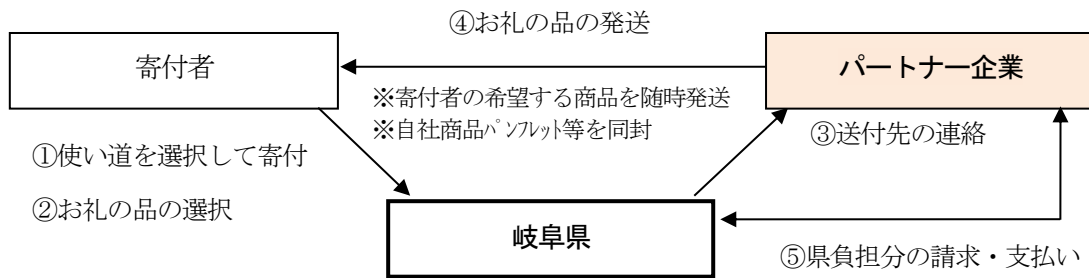 ④お礼の品の発送
寄付者
パートナー企業
※寄付者の希望する商品を随時発送
※自社商品ﾊﾟﾝﾌﾚｯﾄ等を同封
①使い道を選択して寄付
③送付先の連絡
②お礼の品の選択
岐阜県
⑤県負担分の請求・支払い